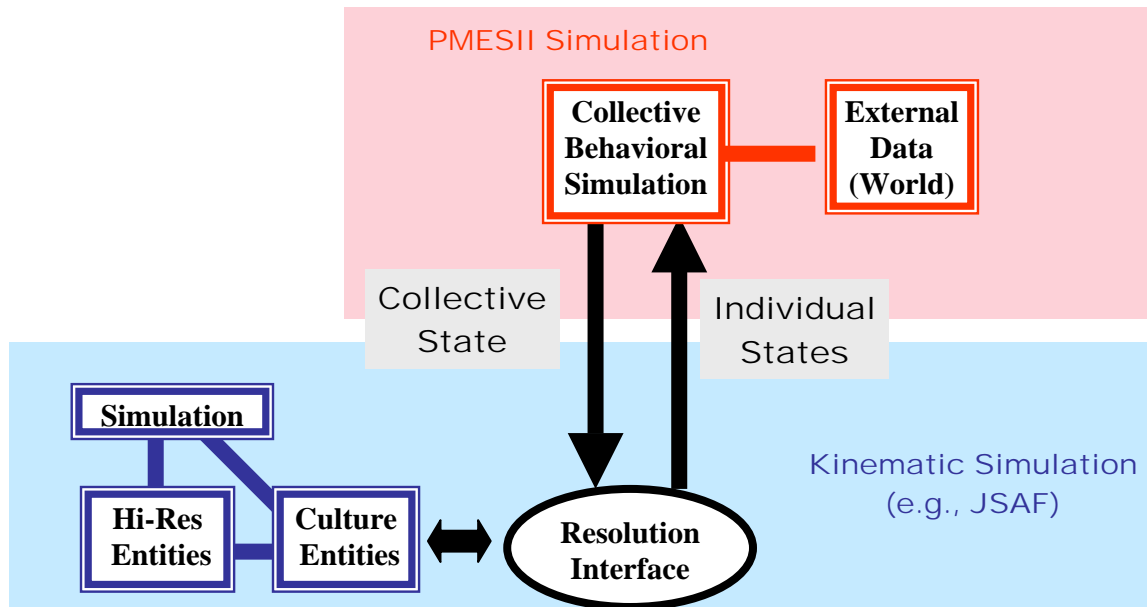 PMESII Simulation
Collective
Behavioral
Simulation
External
Data
(World)
Collective
State
Individual
States
Simulation
Hi-Res
Entities
Culture
Entities
Resolution
Interface
Kinematic Simulation
(e.g., JSAF)